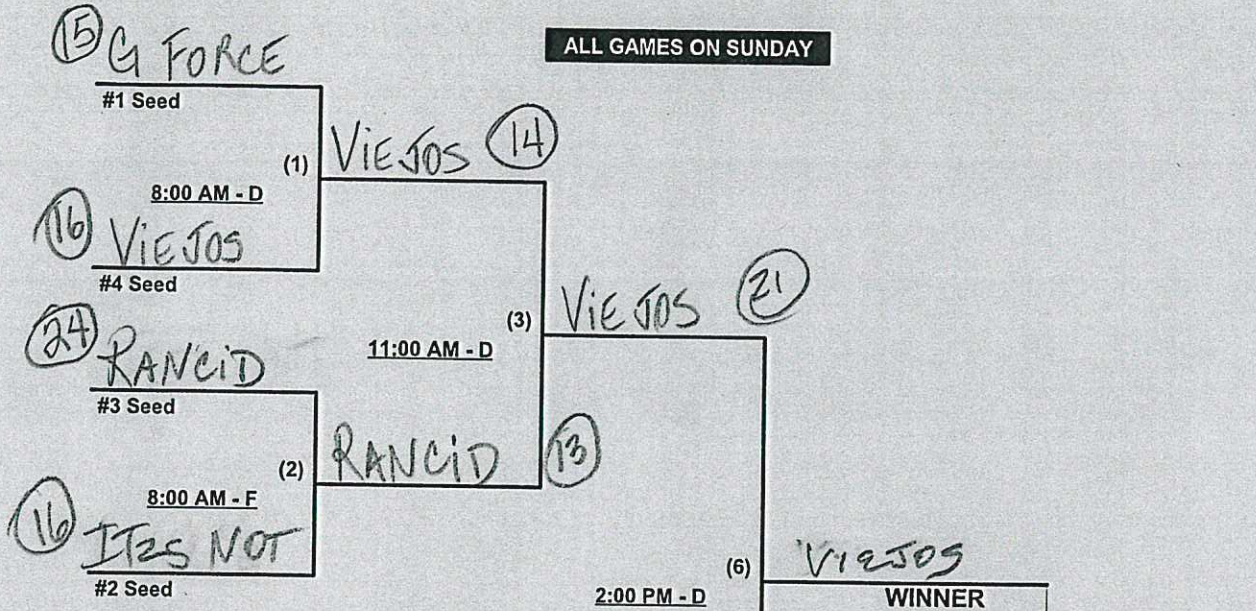 15 G FORCE
ALL GAMES ON SUNDAY
#1 Seed
(1) VIEJOS 14
8:00 AM - D
16 VIEJOS
#4 Seed
(3) VIEJOS 21
11:00 AM - D
24 RANCID
#3 Seed
(2) RANCID 13
8:00 AM - F
16 IT2S NOT
#2 Seed
(6) VIEJOS
2:00 PM - D
WINNER